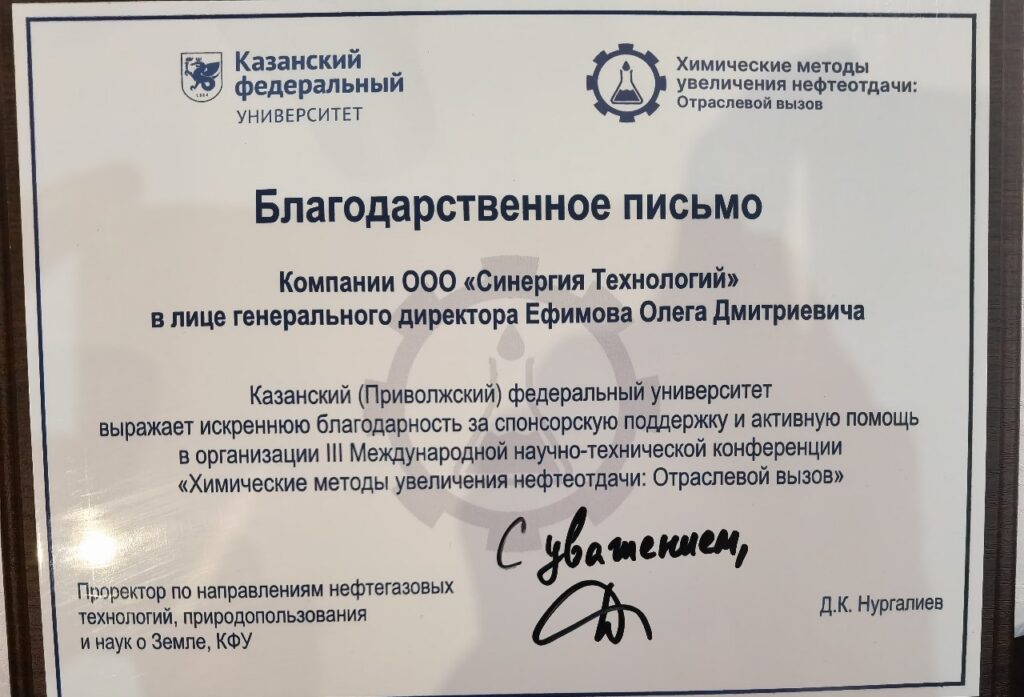 Казанский
федеральный
УНИВЕРСИТЕТ
1804
Химические методы
увеличения нефтеотдачи:
Отраслевой вызов
Благодарственное письмо
Компании ООО «Синергия Технологий»
в лице генерального директора Ефимова Олега Дмитриевича
Казанский (Приволжский) федеральный университет
выражает искреннюю благодарность за спонсорскую поддержку и активную помощь
в организации III Международной научно-технической конференции
«Химические методы увеличения нефтеотдачи: Отраслевой вызов»
С уважением,
Проректор по направлениям нефтегазовых
технологий, природопользования
и наук о Земле, КФУ
Д.К. Нургалиев